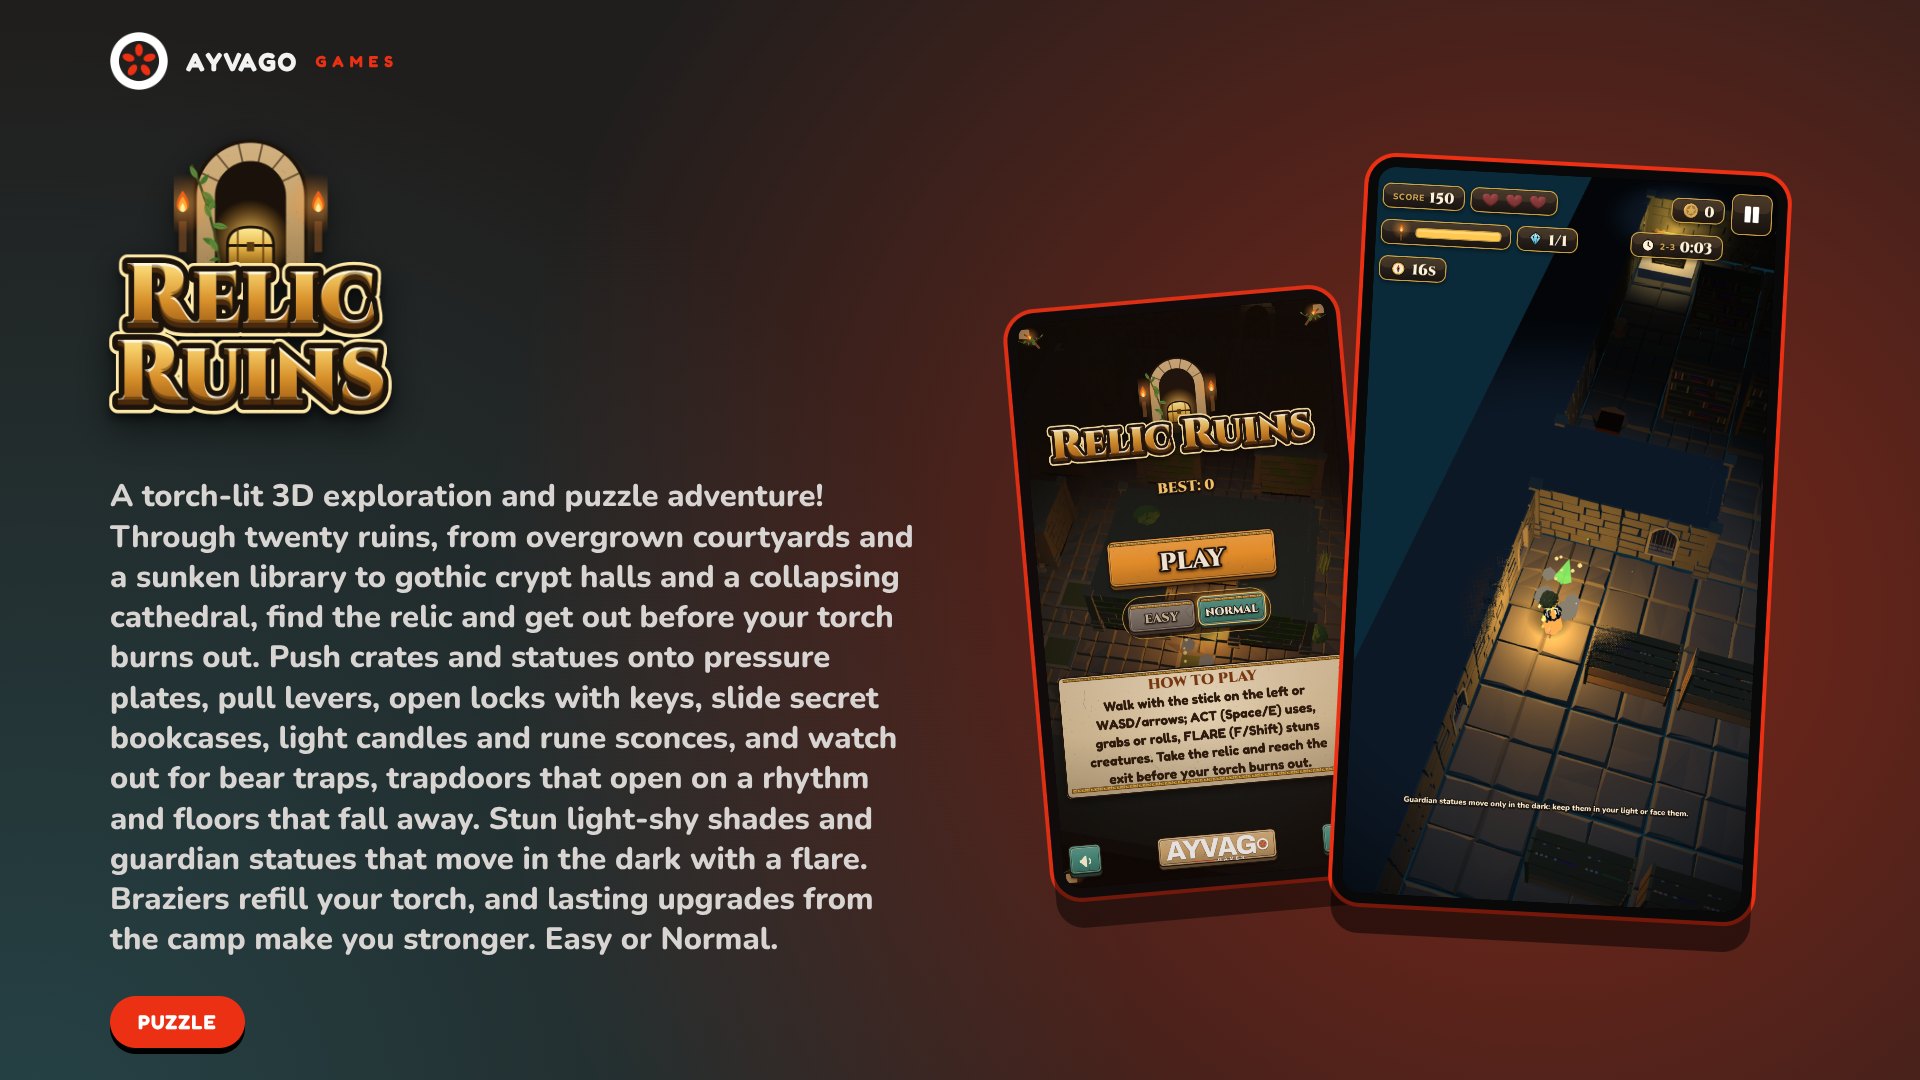 AYVAGO GAMES
RELIC
RUINS
A torch-lit 3D exploration and puzzle adventure!
Through twenty ruins, from overgrown courtyards and
a sunken library to gothic crypt halls and a collapsing
cathedral, find the relic and get out before your torch
burns out. Push crates and statues onto pressure
plates, pull levers, open locks with keys, slide secret
bookcases, light candles and rune sconces, and watch
out for bear traps, trapdoors that open on a rhythm
and floors that fall away. Stun light-shy shades and
guardian statues that move in the dark with a flare.
Braziers refill your torch, and lasting upgrades from
the camp make you stronger. Easy or Normal.
PUZZLE
RELIC RUINS
BEST: 0
PLAY
EASY NORMAL
HOW TO PLAY
Walk with the stick on the left or
WASD/arrows; ACT (Space/E) uses,
grabs or rolls, FLARE (F/Shift) stuns
creatures. Take the relic and reach the
exit before your torch burns out.
AYVAGO
GAMES
SCORE 150
0
1/1
2-3 0:03
16s
Guardian statues move only in the dark: keep them in your light or face them.